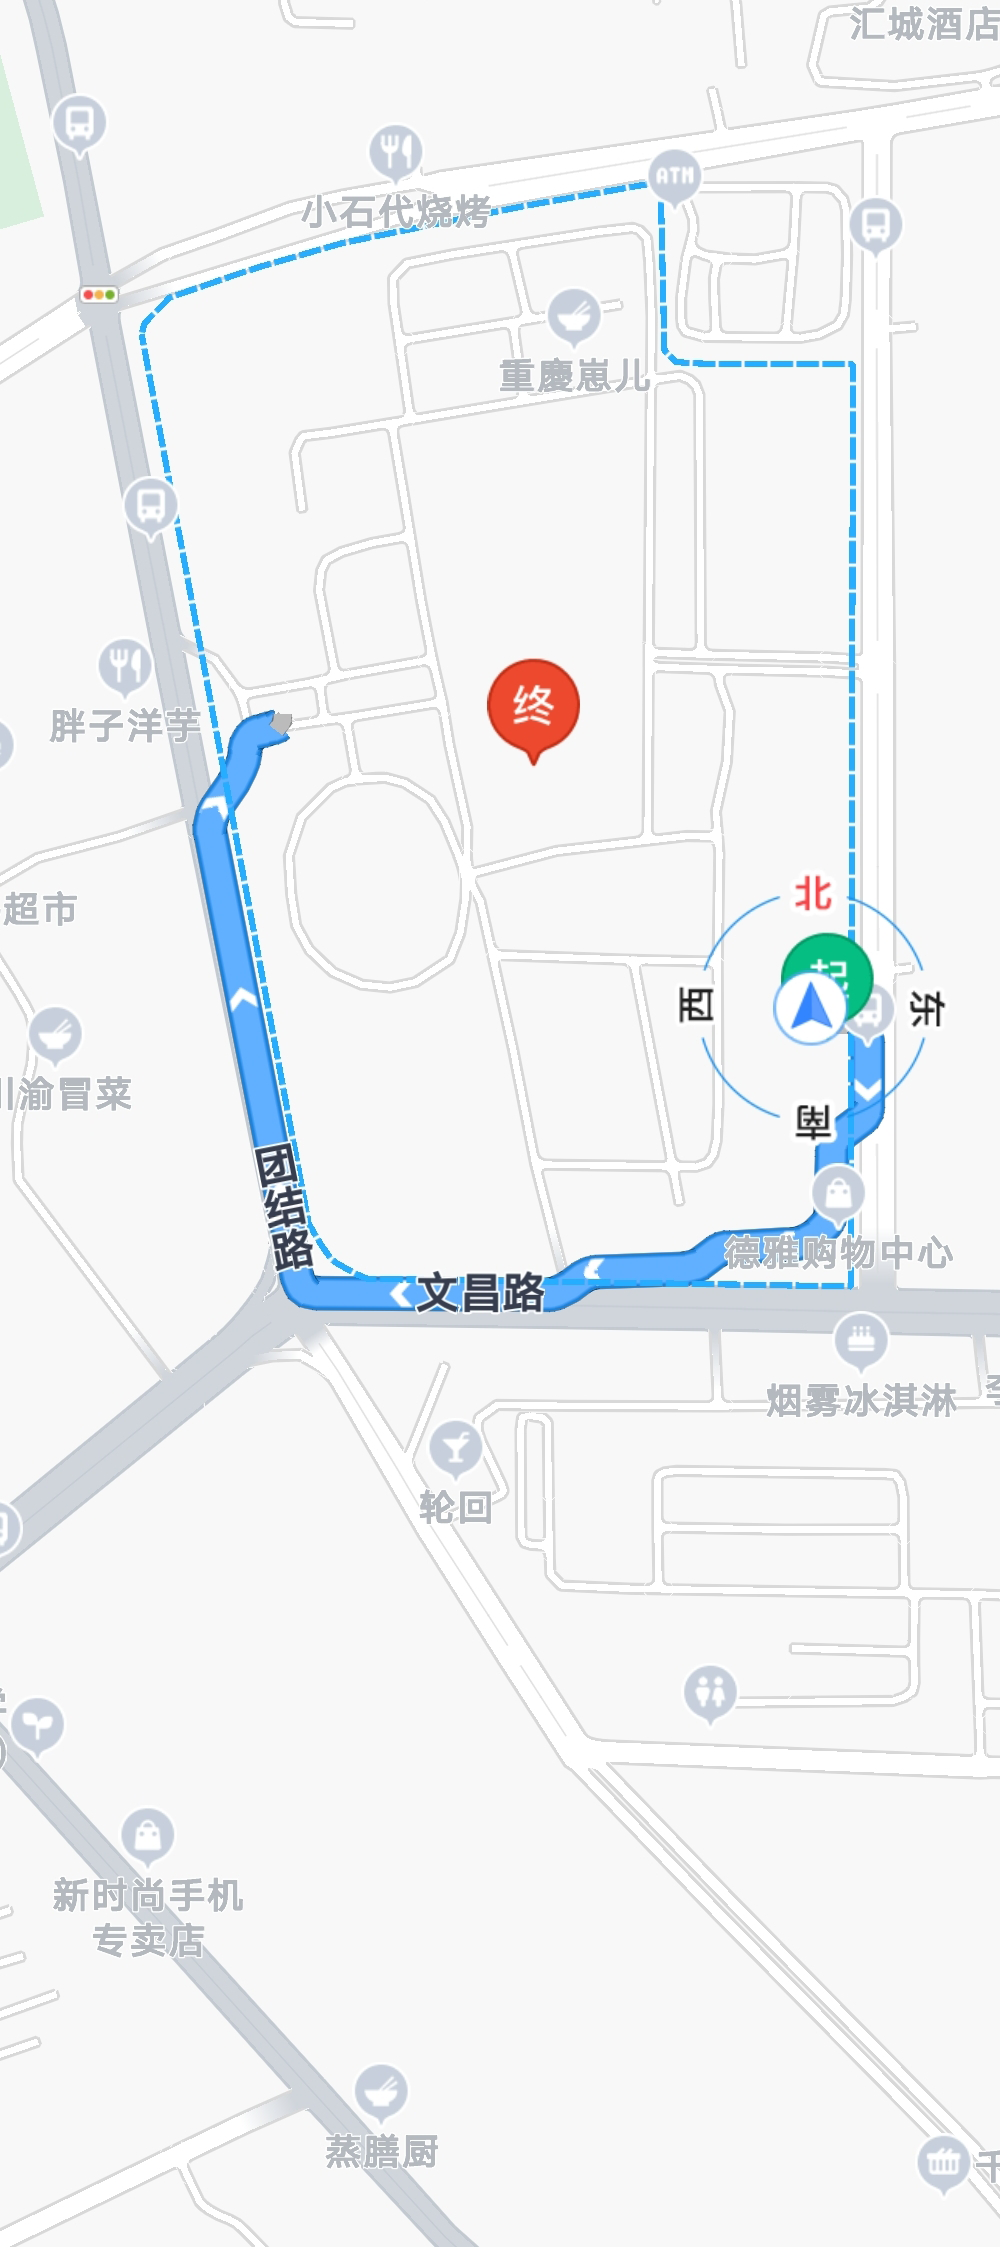 汇城酒店
ATM
小石代烧烤
重慶崽儿
胖子洋芋
终
超市
北
起
西
东
南
川渝冒菜
团结路
德雅购物中心
文昌路
烟雾冰淇淋
轮回
新时尚手机
专卖店
蒸膳厨
千